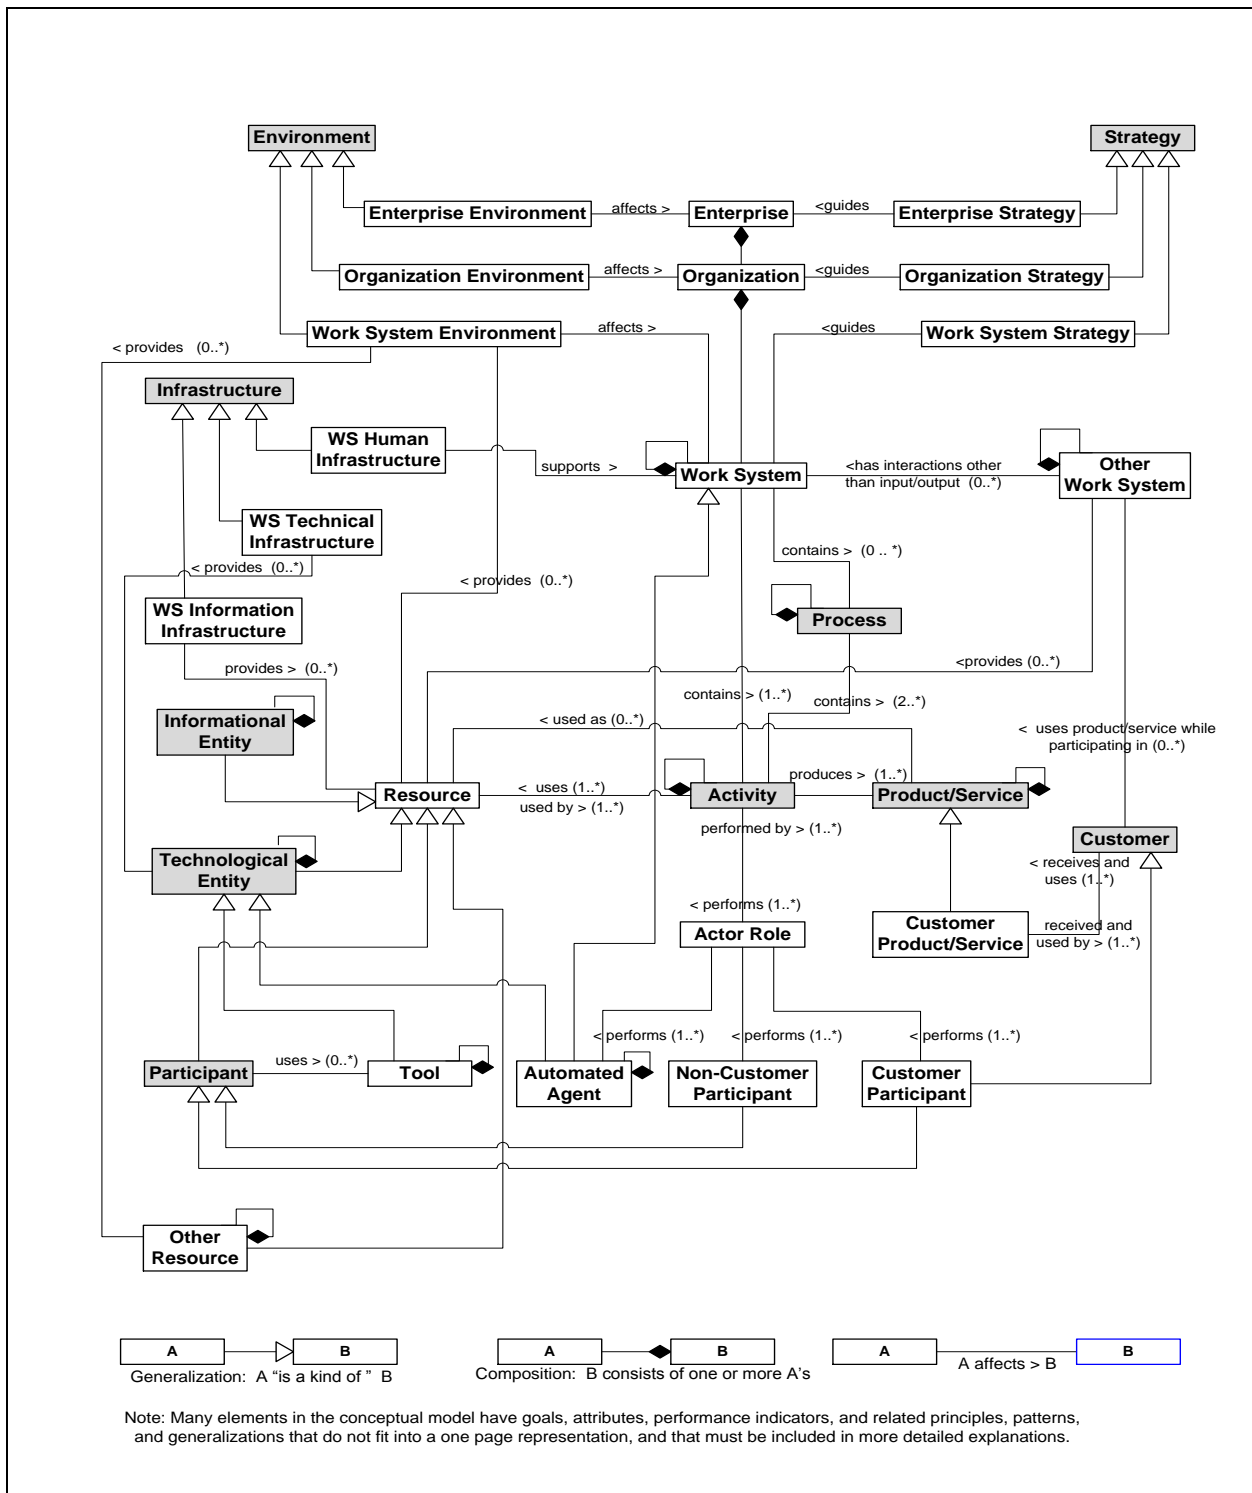 Environment
Strategy
Enterprise Environment
affects >
Enterprise
<guides
Enterprise Strategy
Organization Environment
affects >
Organization
<guides
Organization Strategy
Work System Environment
affects >
<guides
Work System Strategy
< provides (0..*)
Infrastructure
WS Human
Infrastructure
supports >
Work System
<has interactions other
than input/output (0..*)
Other
Work System
WS Technical
Infrastructure
< provides (0..*)
< provides (0..*)
contains > (0 .. *)
WS Information
Infrastructure
Process
provides > (0..*)
<provides (0..*)
contains > (1..*)
contains > (2..*)
Informational
Entity
< used as (0..*)
< uses product/service while
participating in (0..*)
Resource
< uses (1..*)
used by > (1..*)
Activity
produces > (1..*)
Product/Service
performed by > (1..*)
Customer
Technological
Entity
< receives and
uses (1..*)
< performs (1..*)
Actor Role
Customer
Product/Service
received and
used by > (1..*)
< performs (1..*)
< performs (1..*)
< performs (1..*)
Participant
uses > (0..*)
Tool
Automated
Agent
Non-Customer
Participant
Customer
Participant
Other
Resource
A
B
Generalization: A “is a kind of ” B
A
B
Composition: B consists of one or more A's
A
A affects > B
B
Note: Many elements in the conceptual model have goals, attributes, performance indicators, and related principles, patterns,
and generalizations that do not fit into a one page representation, and that must be included in more detailed explanations.